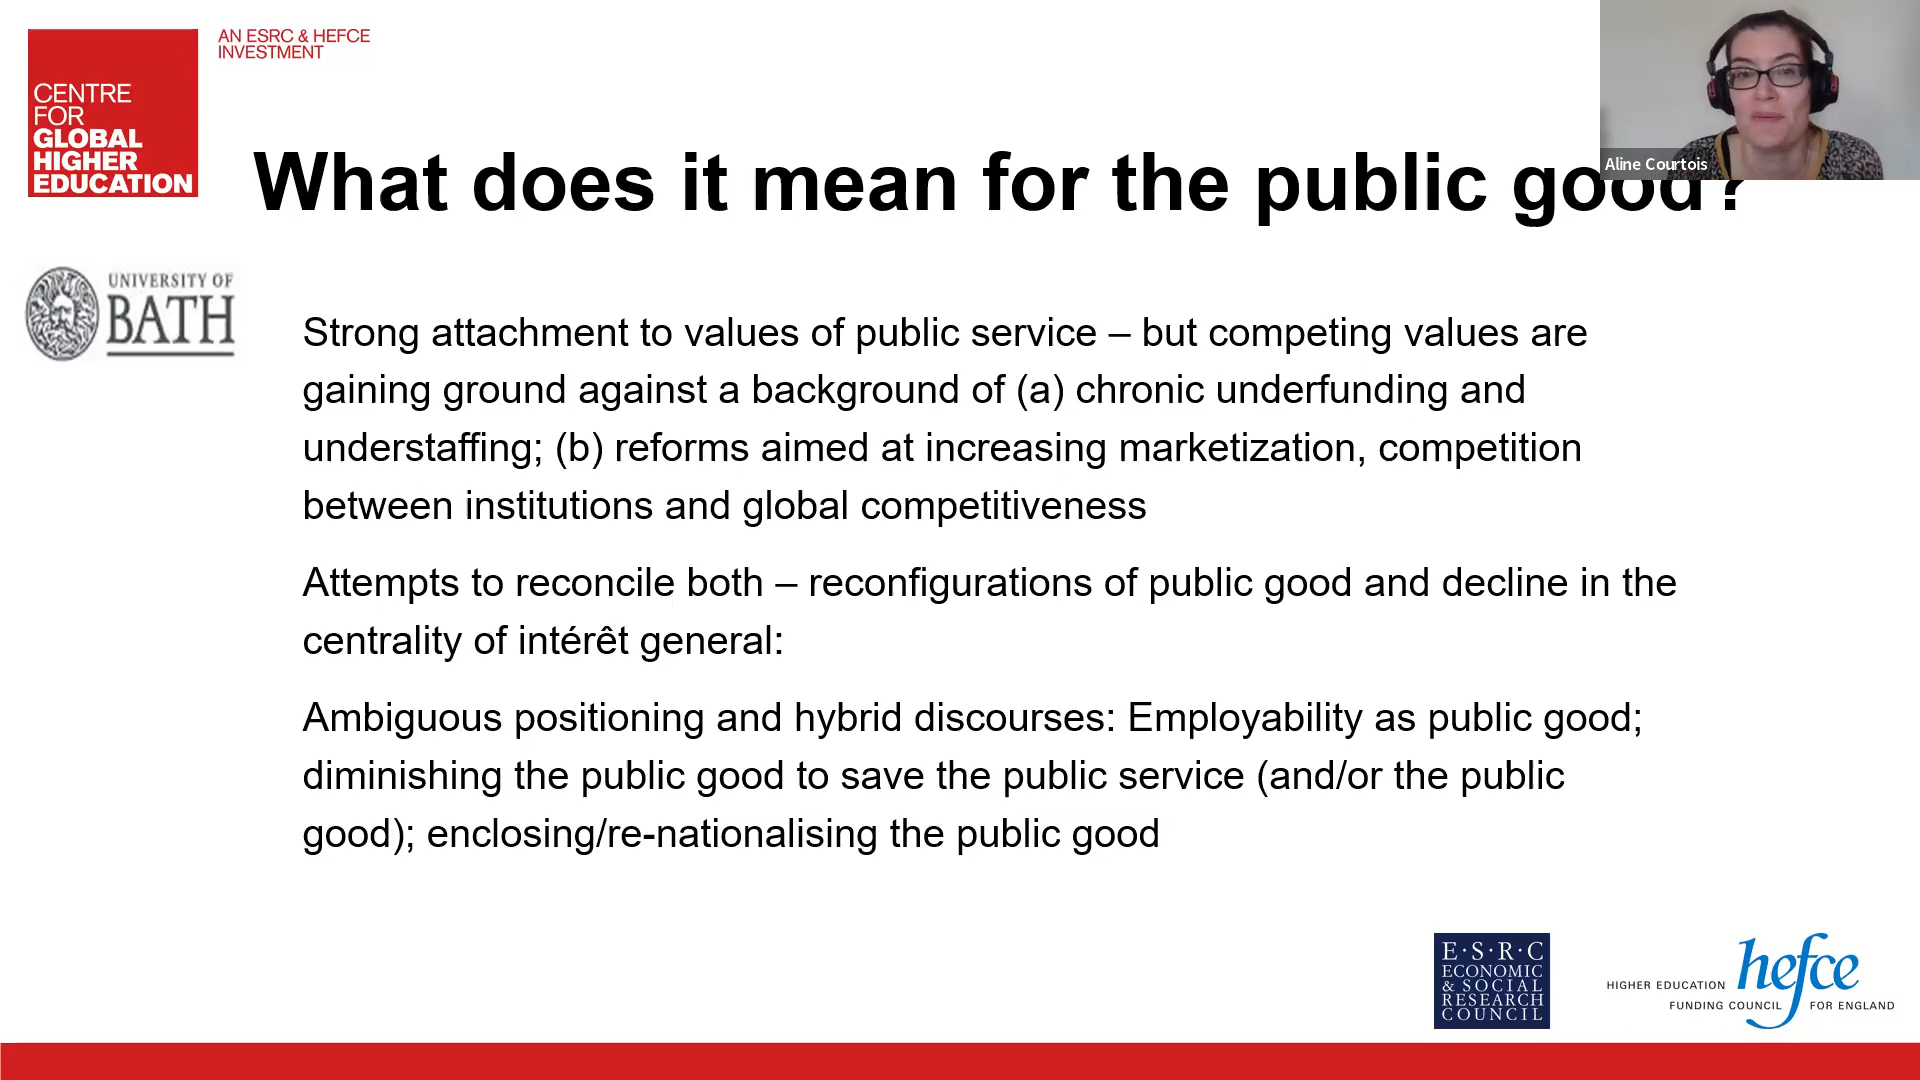 AN ESRC & HEFCE
INVESTMENT
CENTRE
FOR
GLOBAL
HIGHER
EDUCATION
Aline Courtois
What does it mean for the public good?
UNIVERSITY OF
BATH
Strong attachment to values of public service – but competing values are
gaining ground against a background of (a) chronic underfunding and
understaffing; (b) reforms aimed at increasing marketization, competition
between institutions and global competitiveness
Attempts to reconcile both – reconfigurations of public good and decline in the
centrality of intérêt general:
Ambiguous positioning and hybrid discourses: Employability as public good;
diminishing the public good to save the public service (and/or the public
good); enclosing/re-nationalising the public good
E·S·R·C
ECONOMIC
& SOCIAL
RESEARCH
COUNCIL
hefce
HIGHER EDUCATION
FUNDING COUNCIL FOR ENGLAND